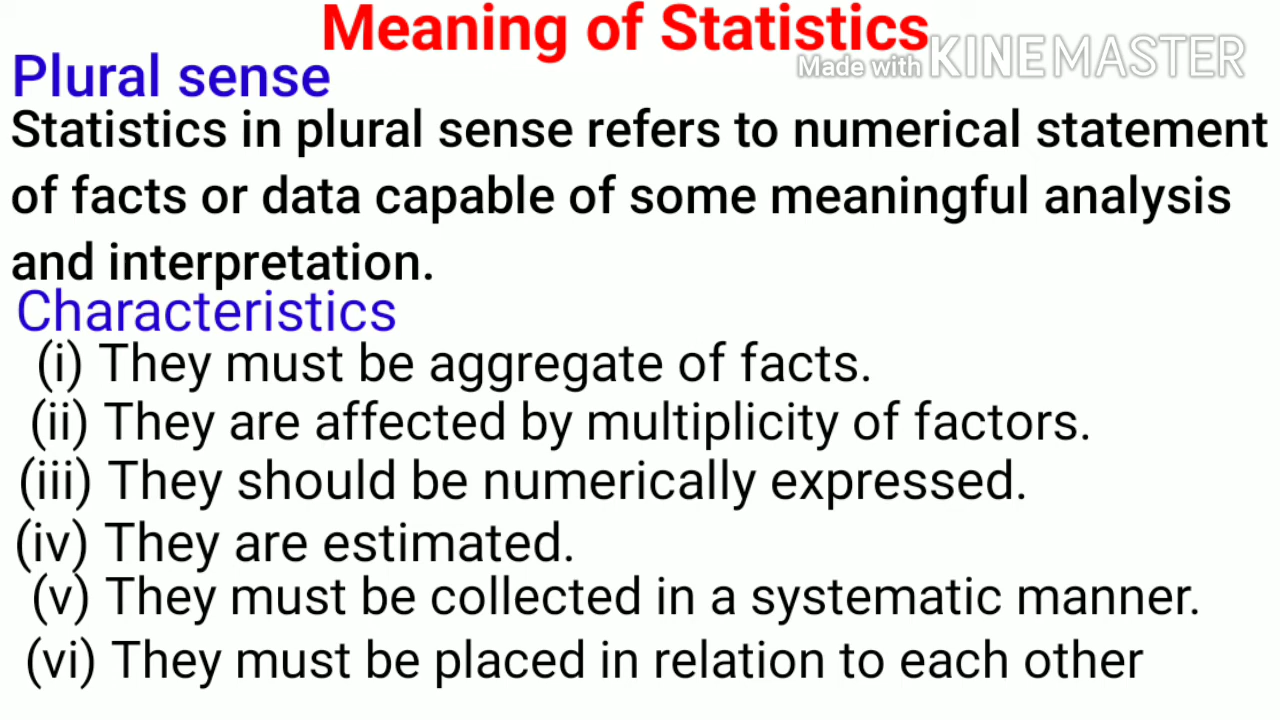 Meaning of Statistics
Made with KINEMASTER
Plural sense
Statistics in plural sense refers to numerical statement
of facts or data capable of some meaningful analysis
and interpretation.
Characteristics
(i) They must be aggregate of facts.
(ii) They are affected by multiplicity of factors.
(iii) They should be numerically expressed.
(iv) They are estimated.
(v) They must be collected in a systematic manner.
(vi) They must be placed in relation to each other